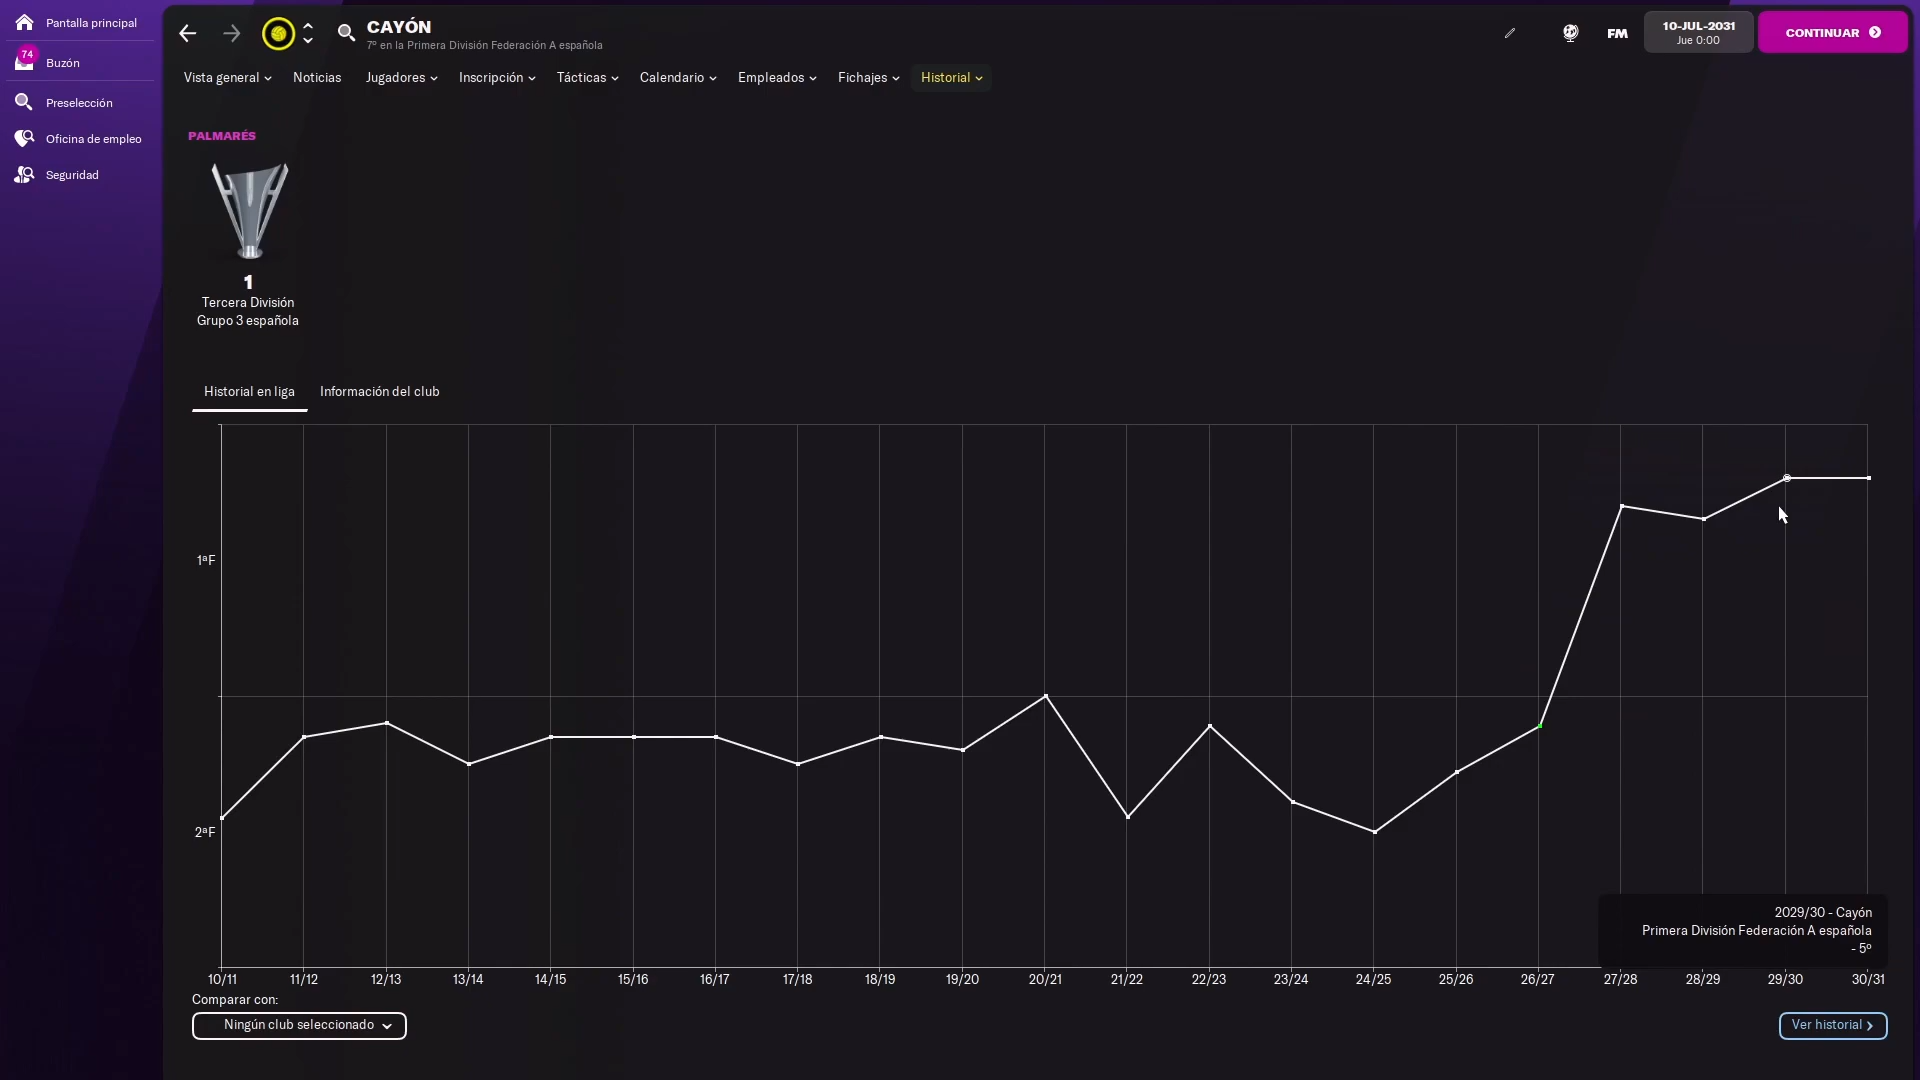 Pantalla principal
74
Buzón
Preselección
Oficina de empleo
Seguridad
CAYÓN
7º en la Primera División Federación A española
FM
10-JUL-2031
Jue 0:00
CONTINUAR
Vista general
Noticias
Jugadores
Inscripción
Tácticas
Calendario
Empleados
Fichajes
Historial
PALMARÉS
1
Tercera División
Grupo 3 española
Historial en liga
Información del club
1ªF
2ªF
2029/30 - Cayón
Primera División Federación A española
- 5º
10/11
11/12
12/13
13/14
14/15
15/16
16/17
17/18
18/19
19/20
20/21
21/22
22/23
23/24
24/25
25/26
26/27
27/28
28/29
29/30
30/31
Comparar con:
Ningún club seleccionado
Ver historial